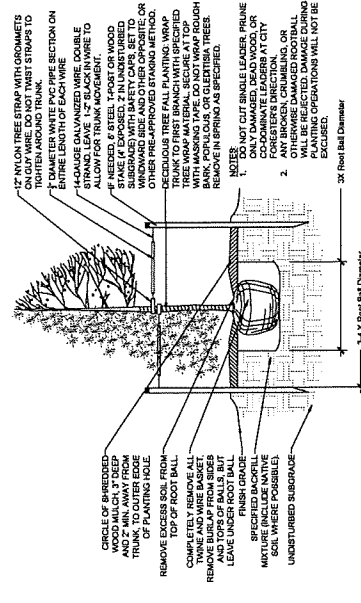 12" NYLON TREE STRAP WITH GROMMETS
ON GUY WIRE. DO NOT TWIST STRAPS TO
TIGHTEN AROUND TRUNK.
DIAMETER WHITE PVC PIPE SECTION ON
ENTIRE LENGTH OF EACH WIRE
14-GAUGE GALVANIZED WIRE, DOUBLE
STRAND, LEAVE 1"-2" SLACK IN WIRE TO
ALLOW FOR TRUNK MOVEMENT.
IF NEEDED, 6' STEEL T-POST OR WOOD
STAKE (4' EXPOSED, 2' IN UNDISTURBED
SUBGRADE) WITH SAFETY CAPS, SET TO
WINDWARD SIDE AND OTHER OPPOSITE; OR
OTHER PRE-APPROVED STAKING METHOD.
DECIDUOUS TREE FALL PLANTING: WRAP
TRUNK TO FIRST BRANCH WITH SPECIFIED
TREE WRAP MATERIAL, SECURE AT TOP
WITH MASKING TAPE. DO NOT WRAP ROUGH
BARK, POPULOUS, OR GLEDITSIA TREES.
REMOVE IN SPRING AS SPECIFIED.
NOTES:
1. DO NOT CUT SINGLE LEADER. PRUNE
ONLY DAMAGED, DEADWOOD OR
COORDINATE LEADERS AT CITY
FORESTER'S DIRECTION.
2. ANY BROKEN, CRUMBLING, OR
OTHERWISE DAMAGED ROOTBALL
WILL BE REJECTED. DAMAGE DURING
PLANTING OPERATIONS WILL NOT BE
EXCUSED.
CIRCLE OF SHREDDED
WOOD MULCH, 3" DEEP
AND 2" MIN. AWAY FROM
TRUNK, TO OUTER EDGE
OF PLANTING HOLE.
REMOVE EXCESS SOIL FROM
TOP OF ROOT BALL.
COMPLETELY REMOVE ALL
TWINE AND WIRE BASKET,
REMOVE BURLAP FROM SIDES
AND TOPS OF BALLS, BUT
LEAVE UNDER ROOT BALL.
FINISH GRADE
SPECIFIED BACKFILL
MIXTURE (INCLUDE NATIVE
SOIL WHERE POSSIBLE).
UNDISTURBED SUBGRADE
3X Root Ball Diameter
X Root Ball Diameter